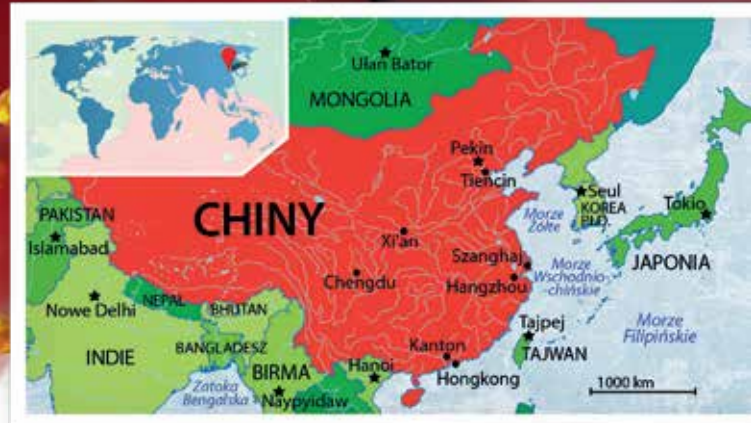 Ułan Bator
MONGOLIA
Pekin
Tiencin
Seul
KOREA
PŁD.
Tokio
PAKISTAN
Islamabad
CHINY
Morze
Żółte
Xi'an
Szanghaj
JAPONIA
Chengdu
Hangzhou
Morze
Wschodnio-
chińskie
Nowe Delhi
NEPAL
BHUTAN
Morze
Filipińskie
Tajpej
TAJWAN
INDIE
BANGLADESZ
BIRMA
Kanton
Hanoi
Hongkong
Zatoka
Bengalska
Naypyidaw
1000 km